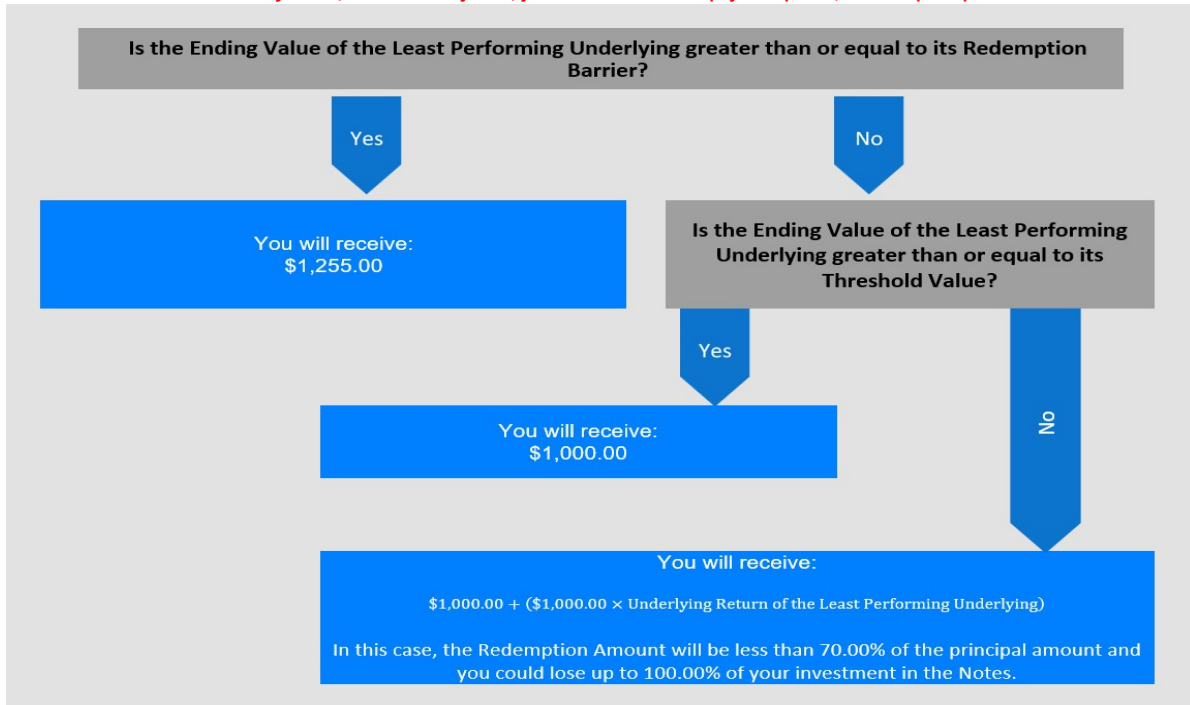 Is the Ending Value of the Least Performing Underlying greater than or equal to its Redemption
Barrier?
Yes
No
You will receive:
$1,255.00
Is the Ending Value of the Least Performing
Underlying greater than or equal to its
Threshold Value?
Yes
No
You will receive:
$1,000.00
You will receive:
$1,000.00 + ($1,000.00 × Underlying Return of the Least Performing Underlying)
In this case, the Redemption Amount will be less than 70.00% of the principal amount and
you could lose up to 100.00% of your investment in the Notes.